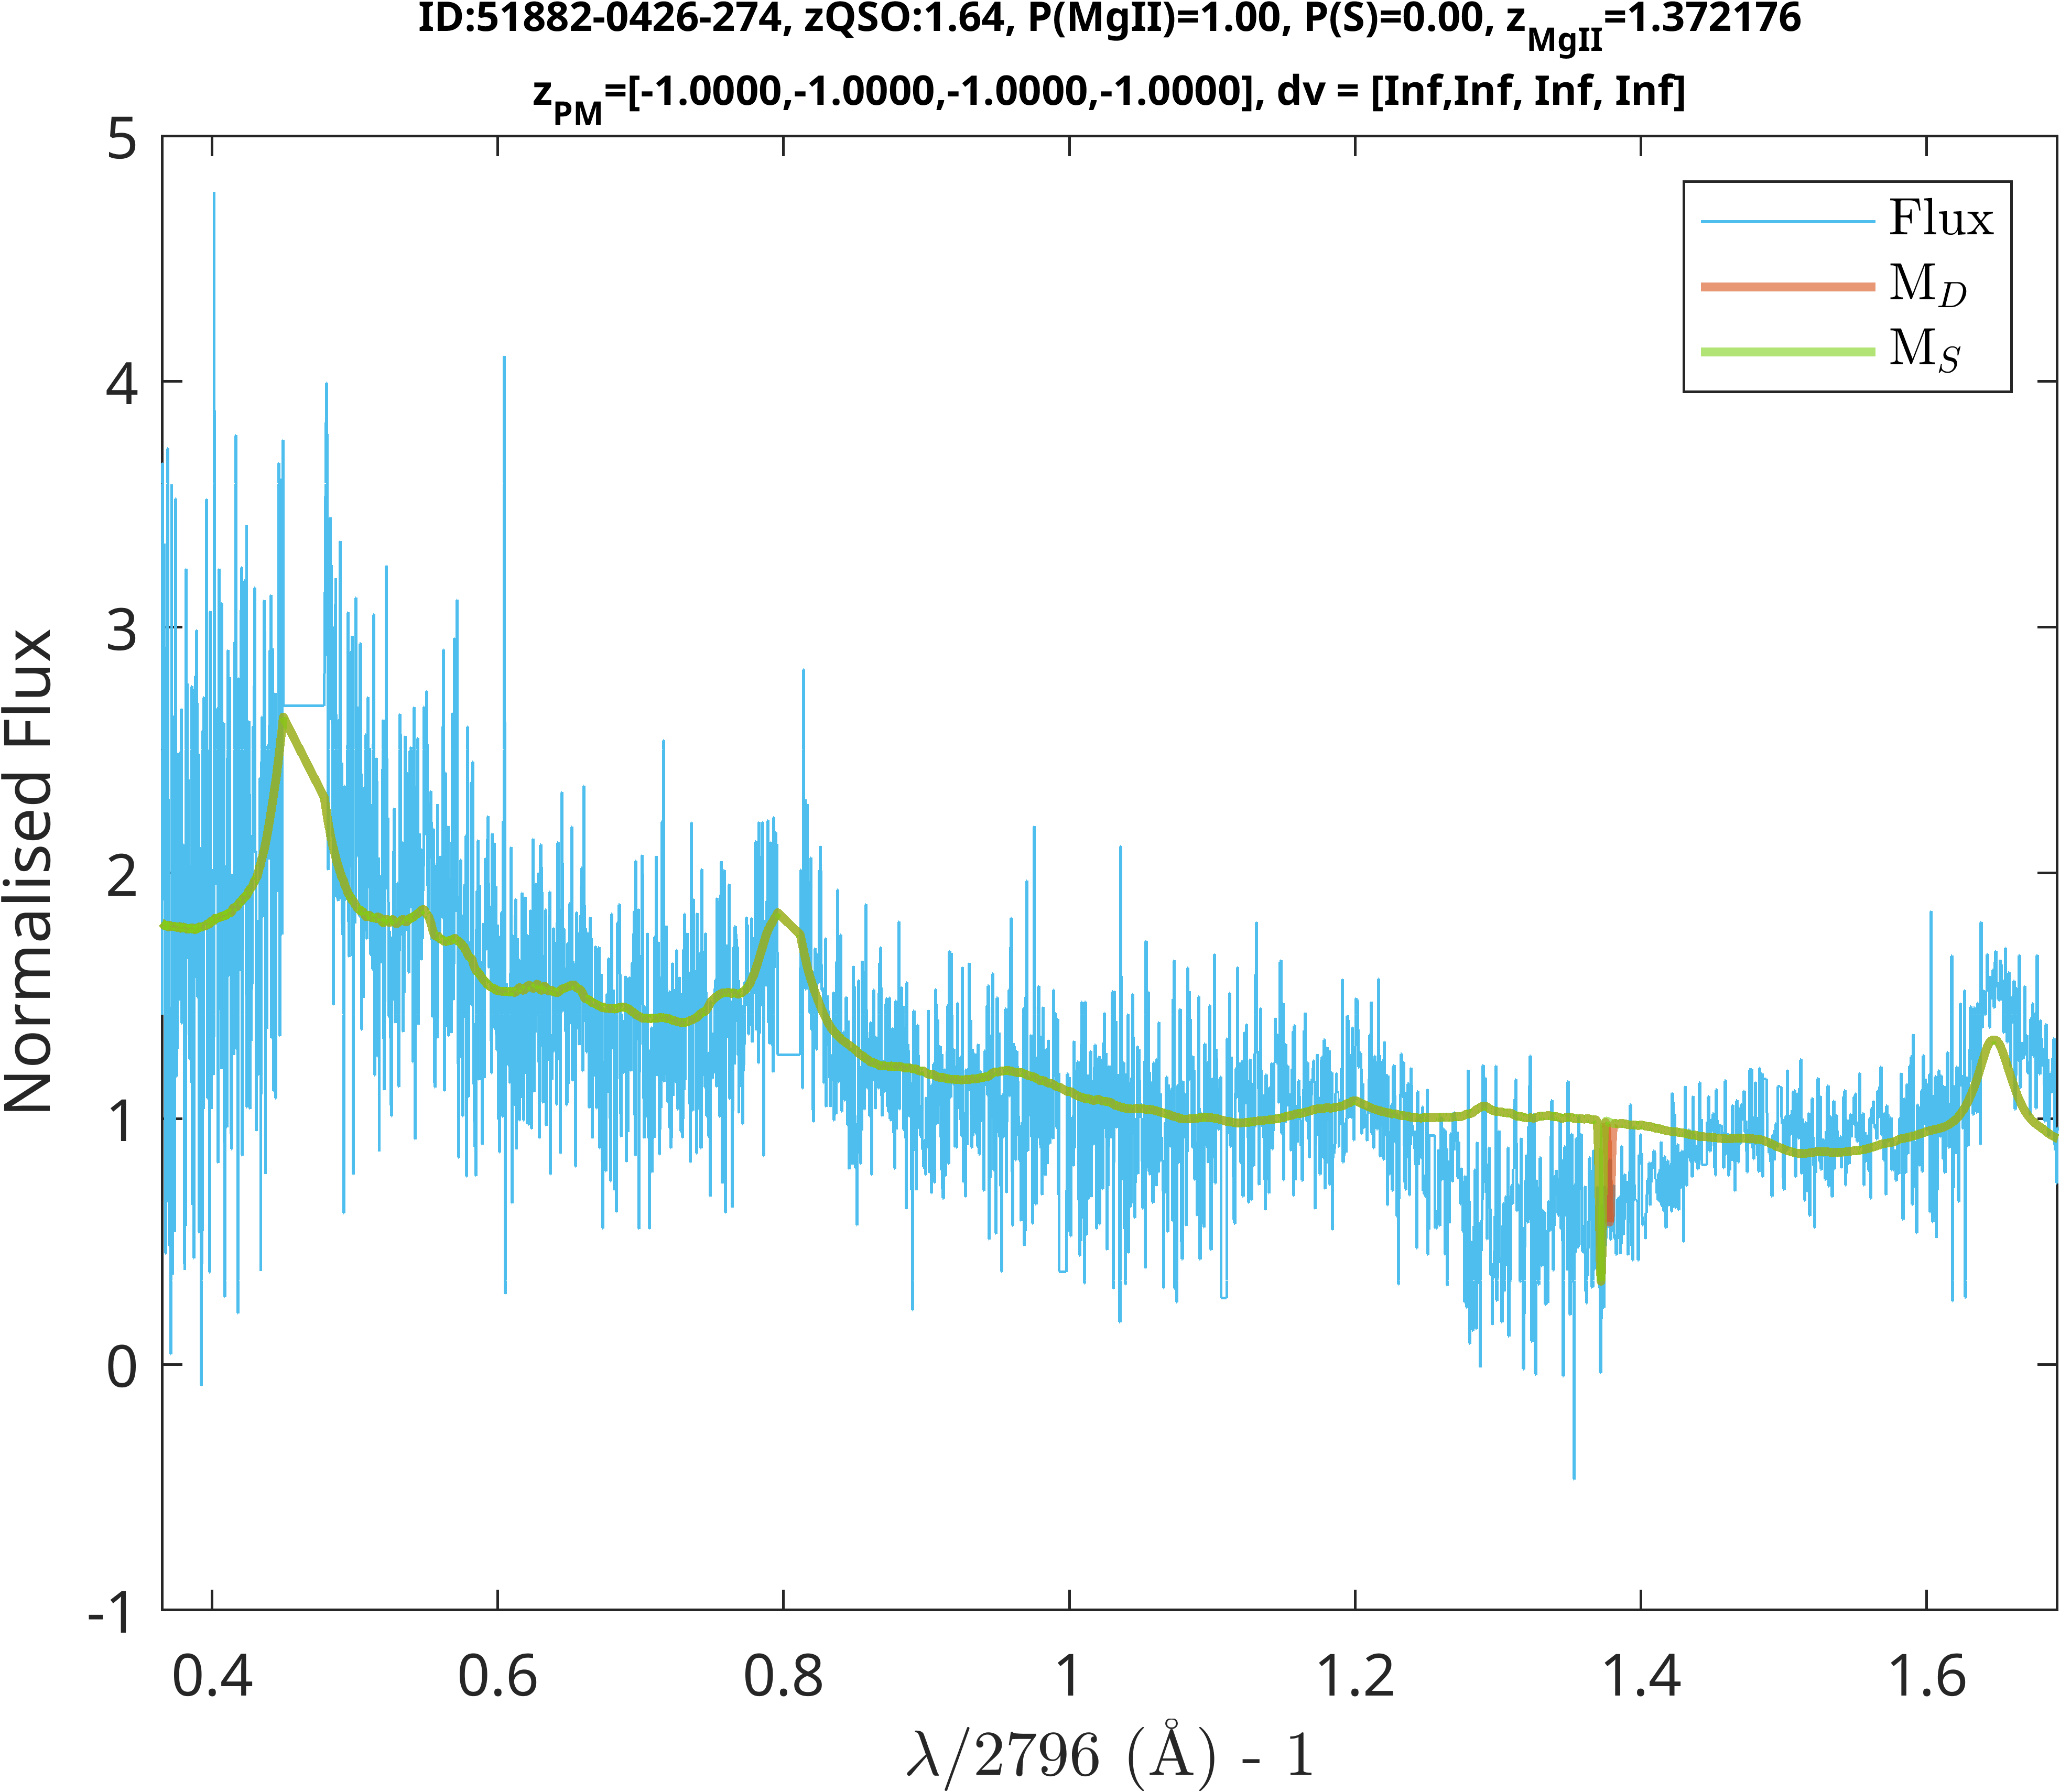 ID:51882-0426-274, zQSO:1.64, P(MgII)=1.00, P(S)=0.00, zMgII=1.372176
zPM=[-1.0000,-1.0000,-1.0000,-1.0000], dv = [Inf,Inf, Inf, Inf]
5
4
3
2
1
0
-1
Normalised Flux
Flux
MD
MS
0.4 0.6 0.8 1 1.2 1.4 1.6
λ/2796 (Å) - 1